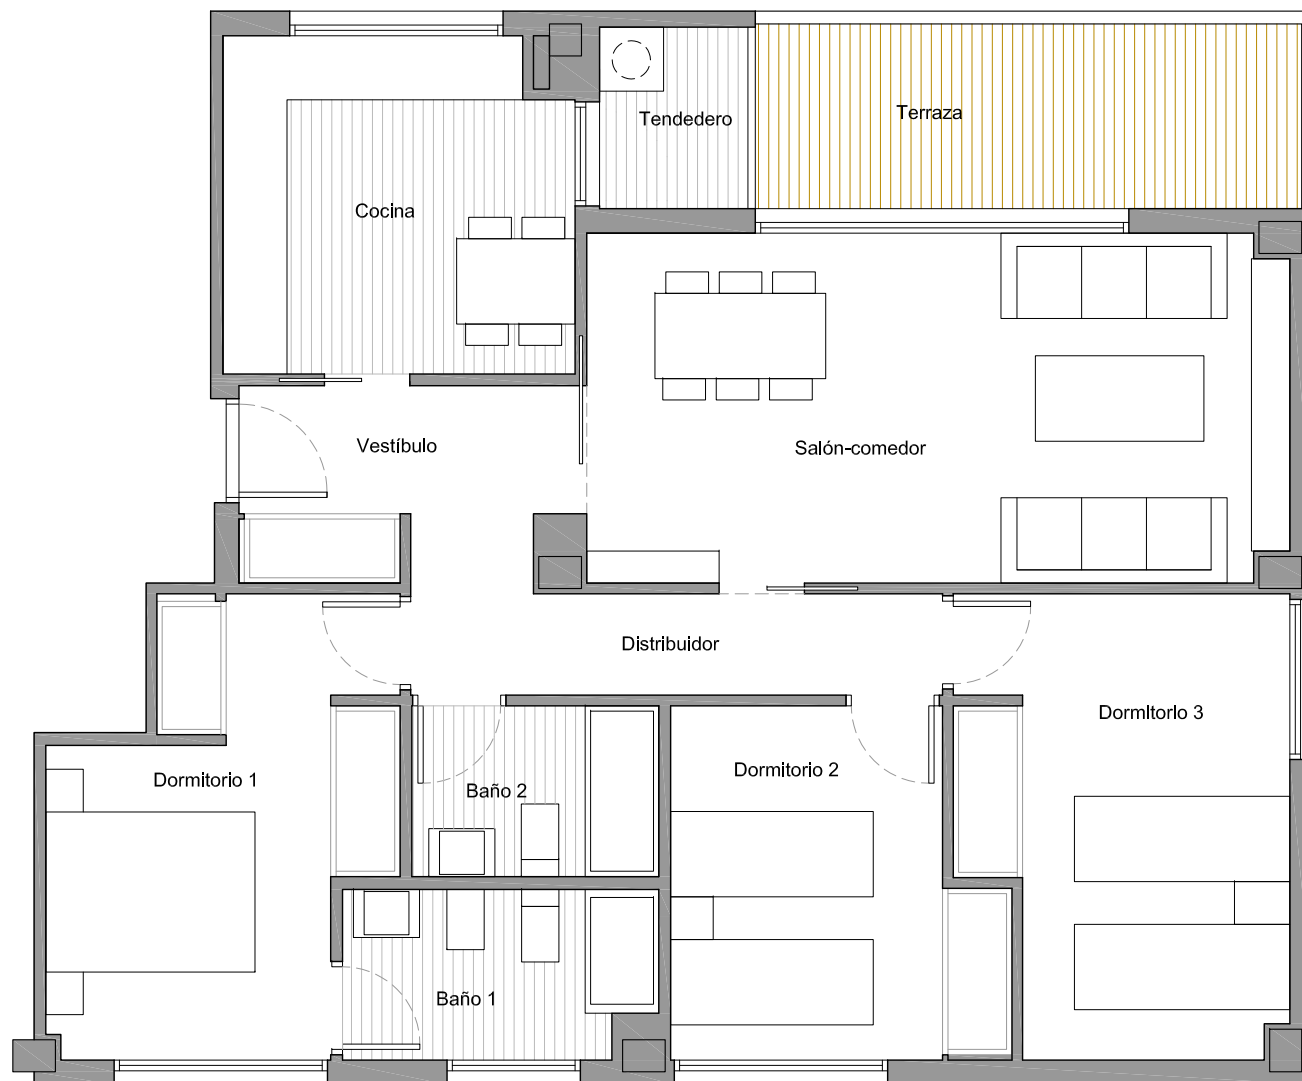 Tendedero
Terraza
Cocina
Vestíbulo
Salón-comedor
Distribuidor
Dormitorio 3
Dormitorio 1
Dormitorio 2
Baño 2
Baño 1